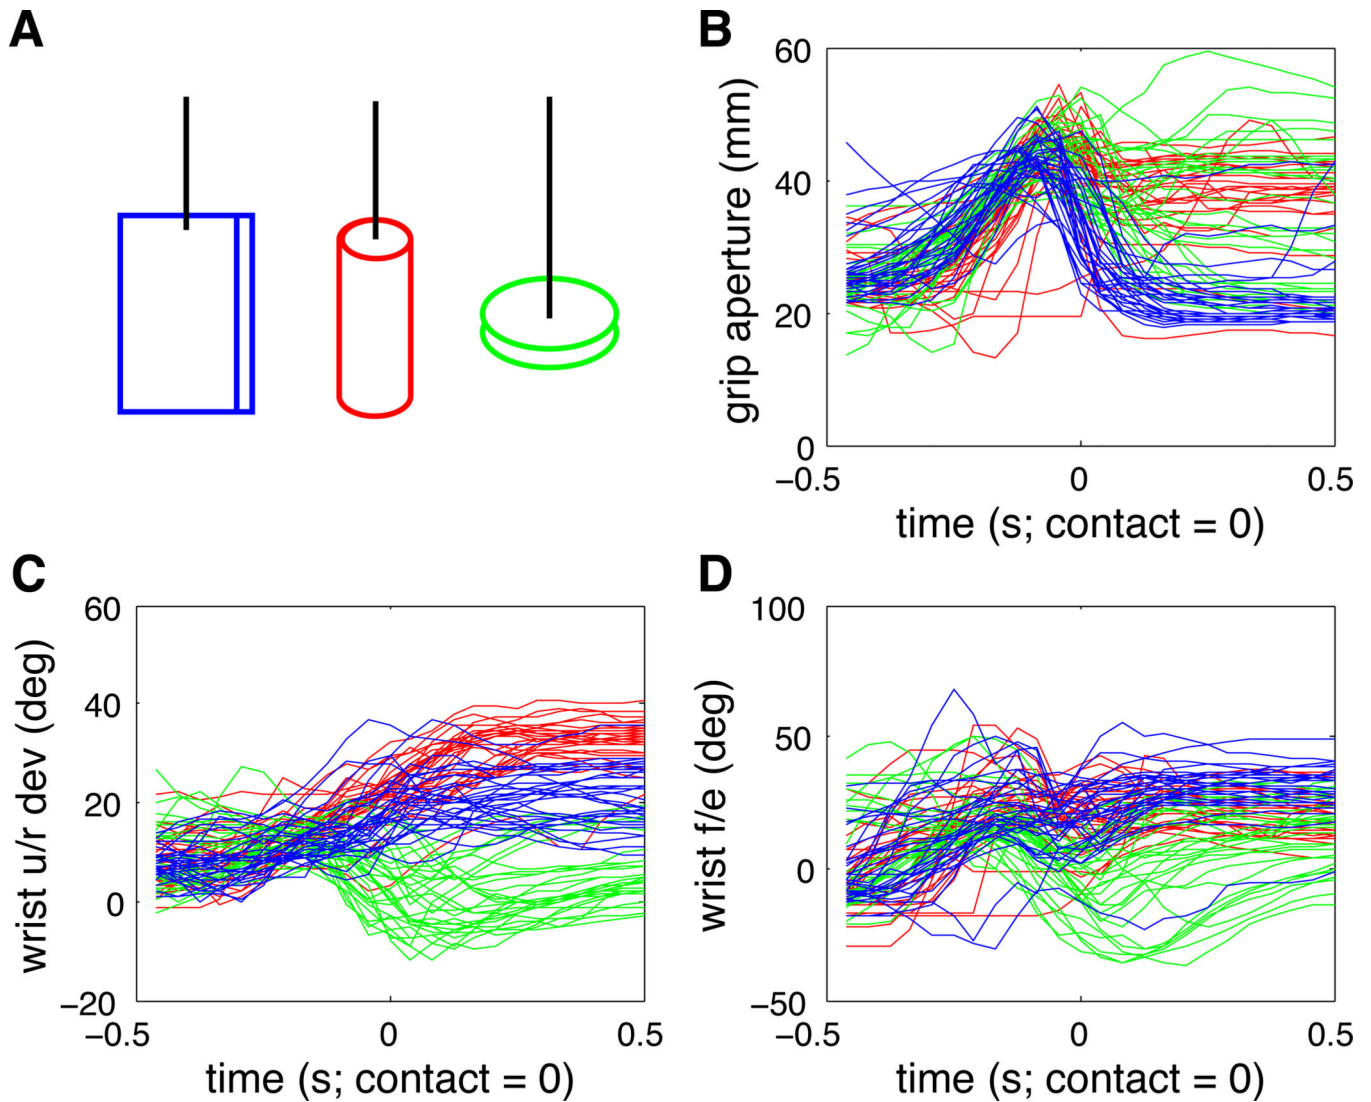 A
B
60
40
20
0
grip aperture (mm)
−0.5
0
0.5
time (s; contact = 0)
C
60
40
20
0
−20
wrist u/r dev (deg)
−0.5
0
0.5
time (s; contact = 0)
D
100
50
0
−50
wrist f/e (deg)
−0.5
0
0.5
time (s; contact = 0)